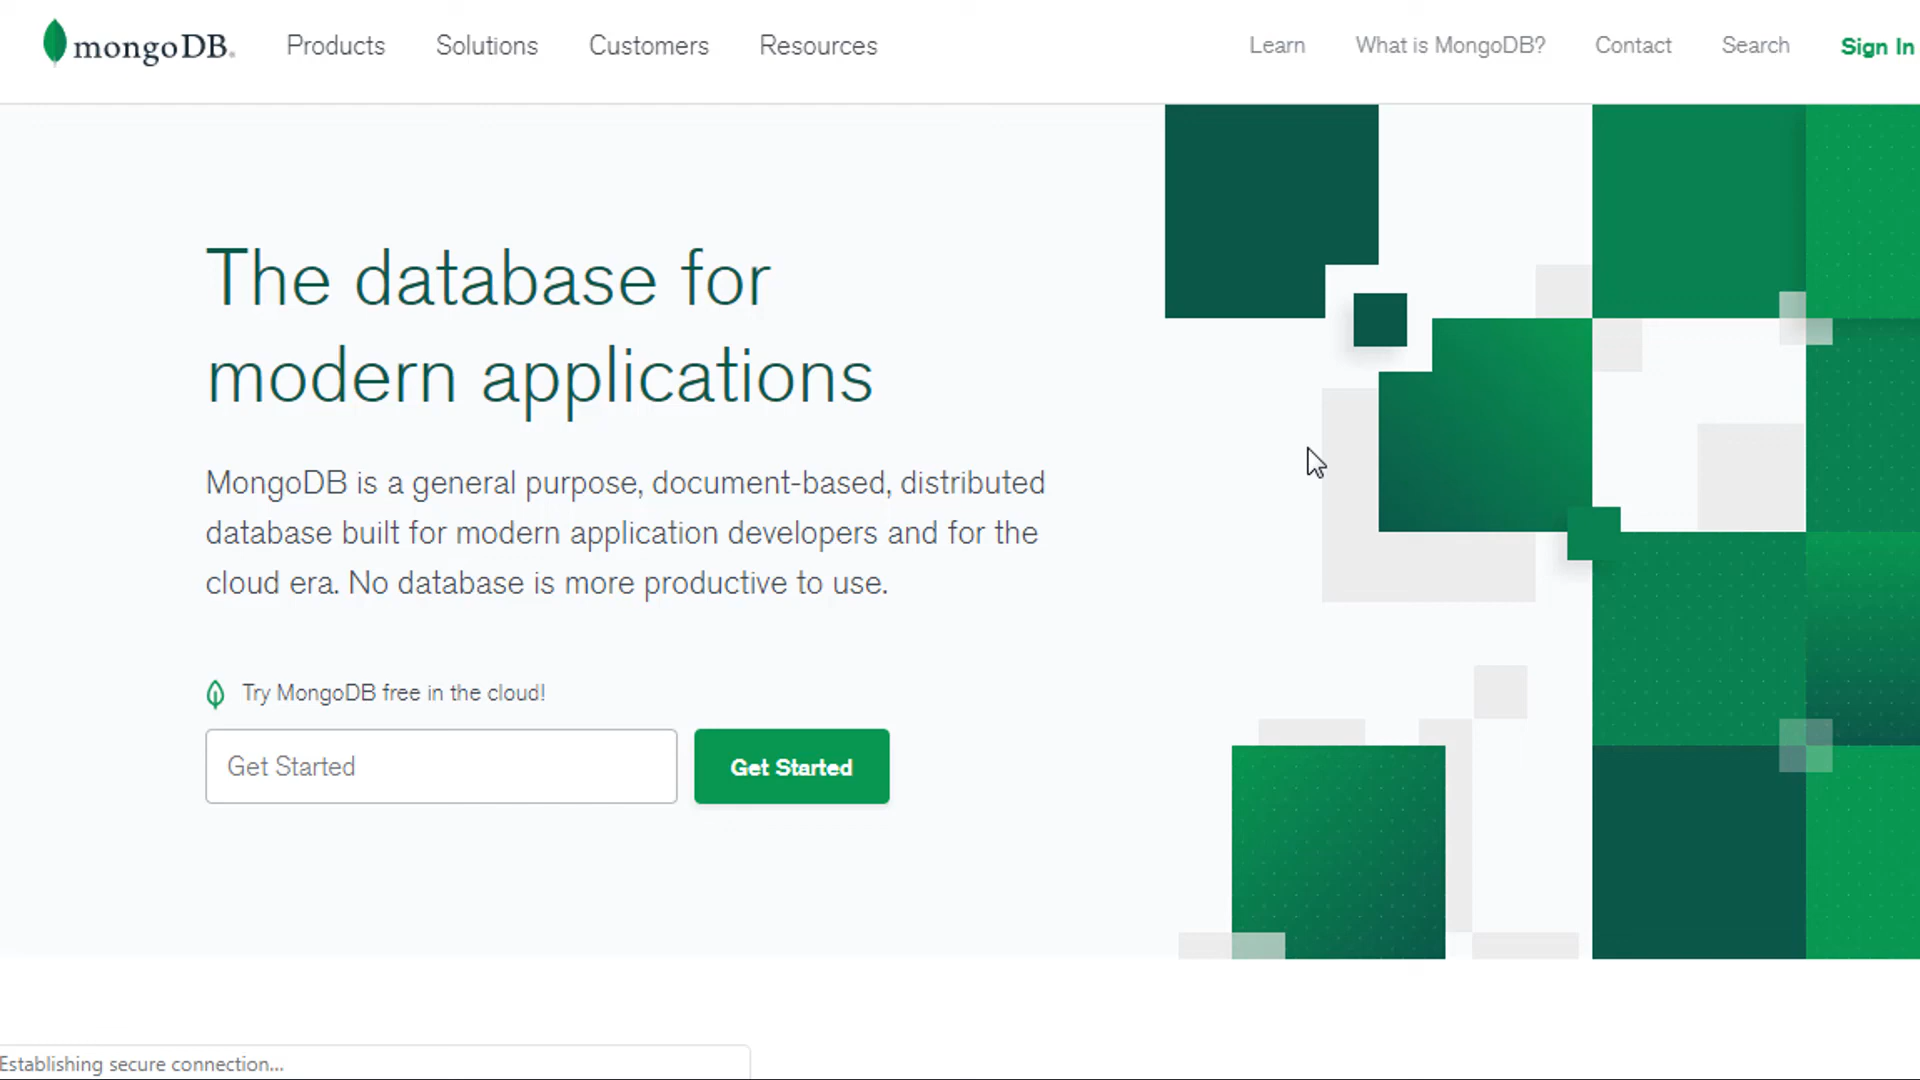 mongoDB. Products Solutions Customers Resources Learn What is MongoDB? Contact Search Sign In
The database for
modern applications
MongoDB is a general purpose, document-based, distributed
database built for modern application developers and for the
cloud era. No database is more productive to use.
Try MongoDB free in the cloud!
Get Started Get Started
Establishing secure connection...